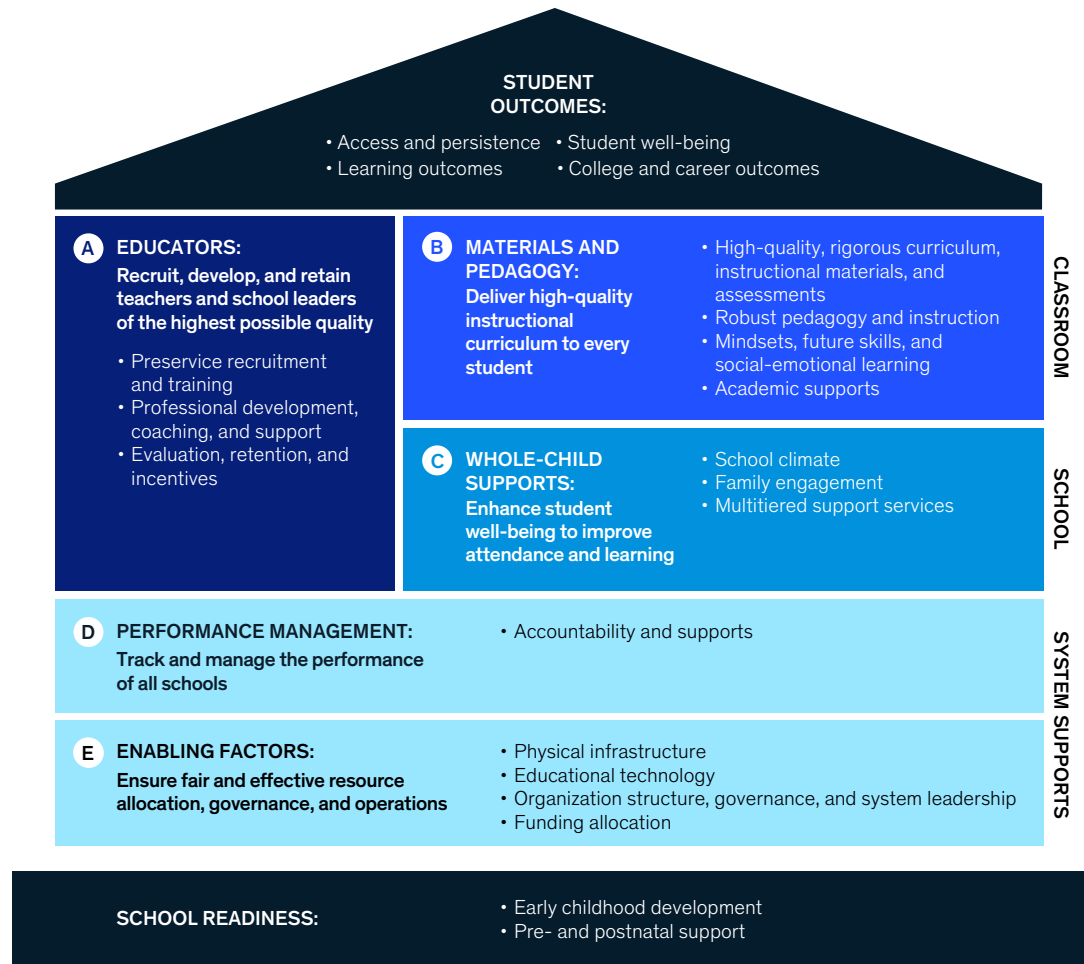 STUDENT
OUTCOMES:
• Access and persistence
• Student well-being
• Learning outcomes
• College and career outcomes
A
EDUCATORS:
Recruit, develop, and retain
teachers and school leaders
of the highest possible quality
• Preservice recruitment
and training
• Professional development,
coaching, and support
• Evaluation, retention, and
incentives
B
MATERIALS AND
PEDAGOGY:
Deliver high-quality
instructional
curriculum to every
student
• High-quality, rigorous curriculum,
instructional materials, and
assessments
• Robust pedagogy and instruction
• Mindsets, future skills, and
social-emotional learning
• Academic supports
CLASSROOM
C
WHOLE-CHILD
SUPPORTS:
Enhance student
well-being to improve
attendance and learning
• School climate
• Family engagement
• Multitiered support services
SCHOOL
D
PERFORMANCE MANAGEMENT:
Track and manage the performance
of all schools
• Accountability and supports
E
ENABLING FACTORS:
Ensure fair and effective resource
allocation, governance, and operations
• Physical infrastructure
• Educational technology
• Organization structure, governance, and system leadership
• Funding allocation
SYSTEM SUPPORTS
SCHOOL READINESS:
• Early childhood development
• Pre- and postnatal support